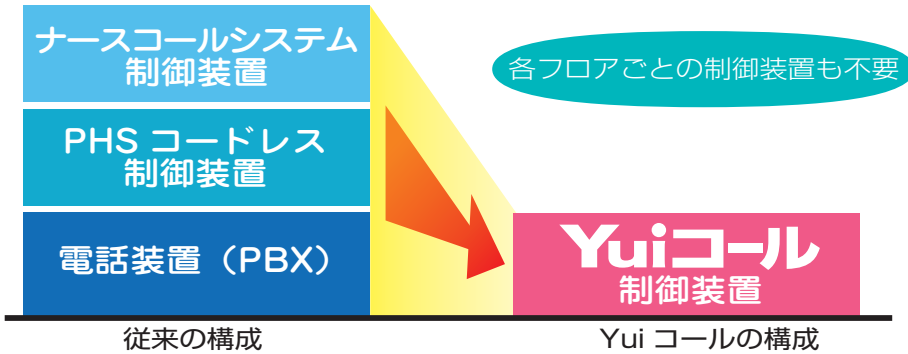 ナースコールシステム
制御装置
各フロアごとの制御装置も不要
PHS コードレス
制御装置
電話装置（PBX）
Yuiコール
制御装置
従来の構成
Yui コールの構成